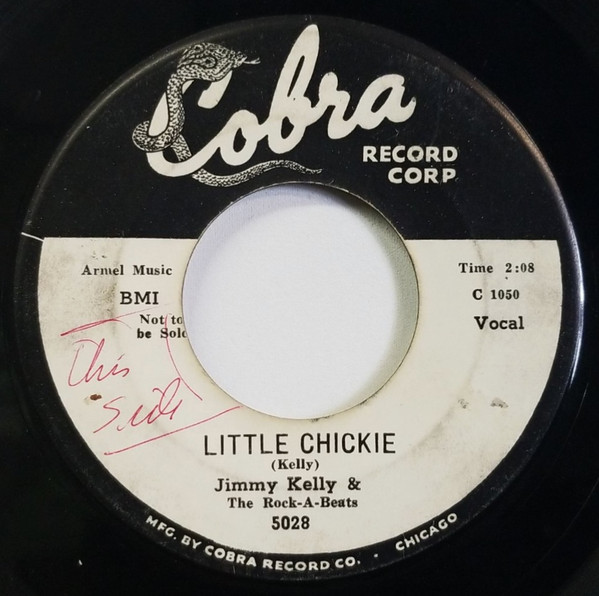 Cobra
RECORD
CORP
Armel Music
BMI
Not to
be Sold
Time 2:08
C 1050
Vocal
This
Side
LITTLE CHICKIE
(Kelly)
Jimmy Kelly &
The Rock-A-Beats
5028
MFG. BY COBRA RECORD CO. · CHICAGO